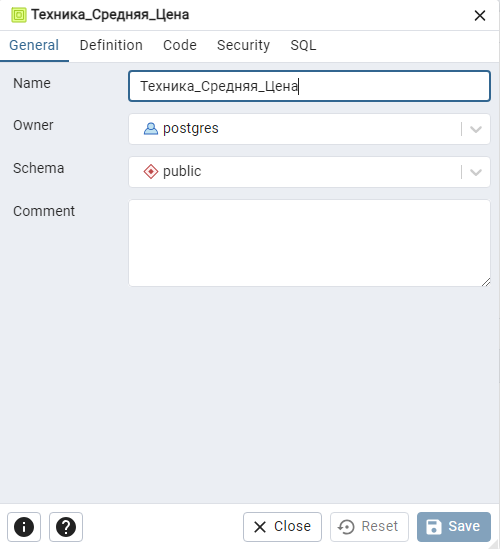 Техника_Средняя_Цена
General Definition Code Security SQL
Name Техника_Средняя_Цена
Owner postgres
Schema public
Comment
Close Reset Save